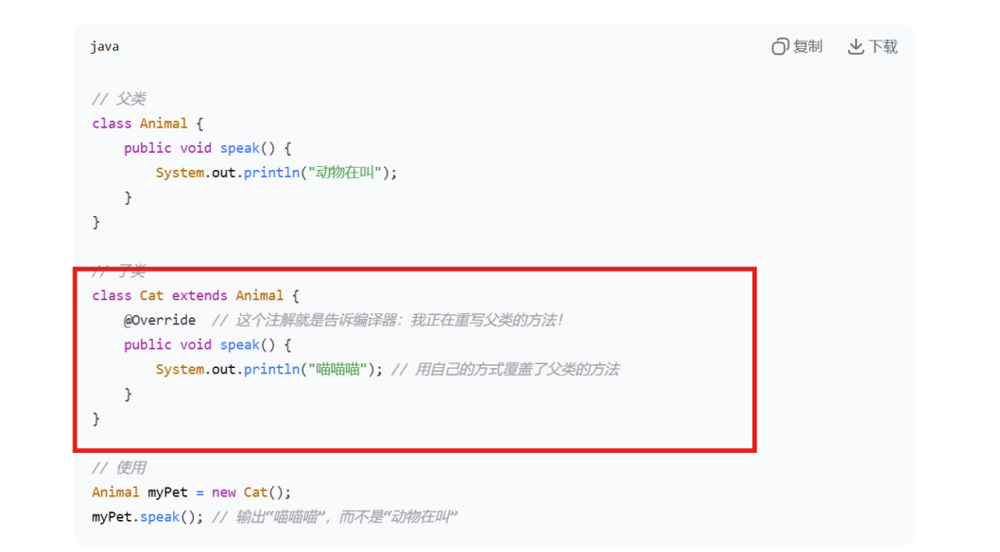 java
复制
下载
// 父类
class Animal {
    public void speak() {
        System.out.println("动物在叫");
    }
}
// 子类
class Cat extends Animal {
    @Override  // 这个注解就是告诉编译器：我正在重写父类的方法！
    public void speak() {
        System.out.println("喵喵喵"); // 用自己的方式覆盖了父类的方法
    }
}
// 使用
Animal myPet = new Cat();
myPet.speak(); // 输出“喵喵喵”，而不是“动物在叫”